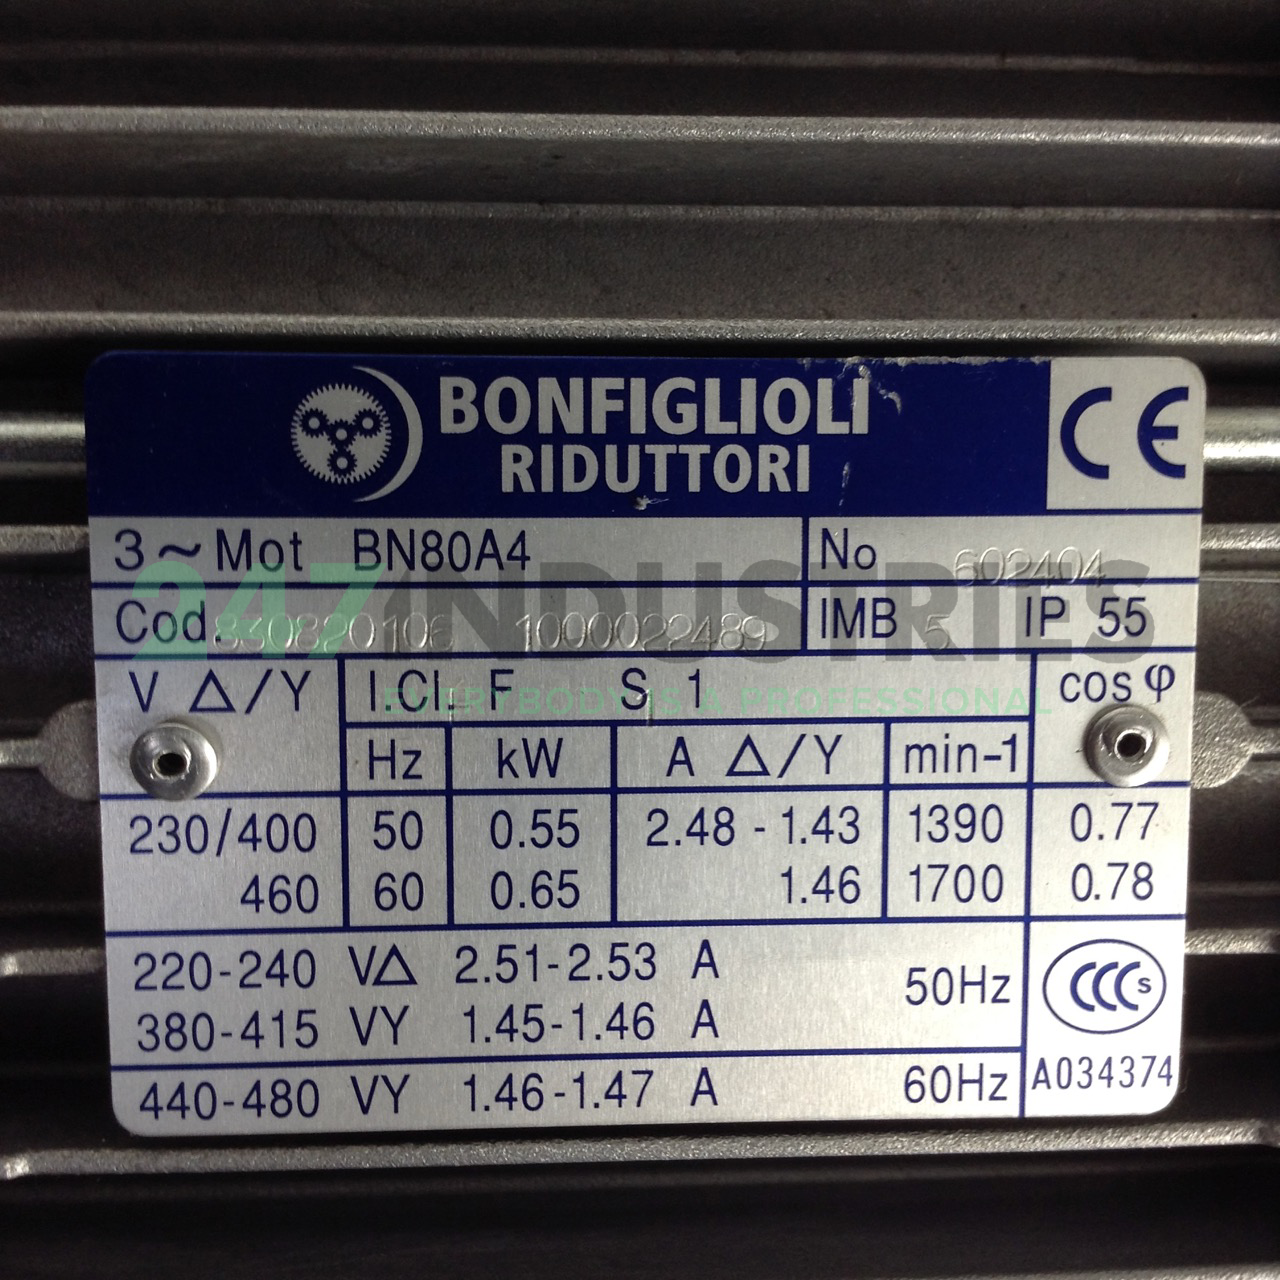 BONFIGLIOLI
RIDUTTORI
CE
3~Mot BN80A4
No 602404
Cod. 830820106 1000022489
IMB 5 IP 55
247INDUSTRIES
EVERYBODY IS A PROFESSIONAL
V Δ/Y I.CL F S 1 cos φ
Hz kW A Δ/Y min-1
230/400 50 0.55 2.48 - 1.43 1390 0.77
460 60 0.65 1.46 1700 0.78
220-240 VΔ 2.51-2.53 A 50Hz
380-415 VY 1.45-1.46 A
CCC S
440-480 VY 1.46-1.47 A 60Hz
A034374